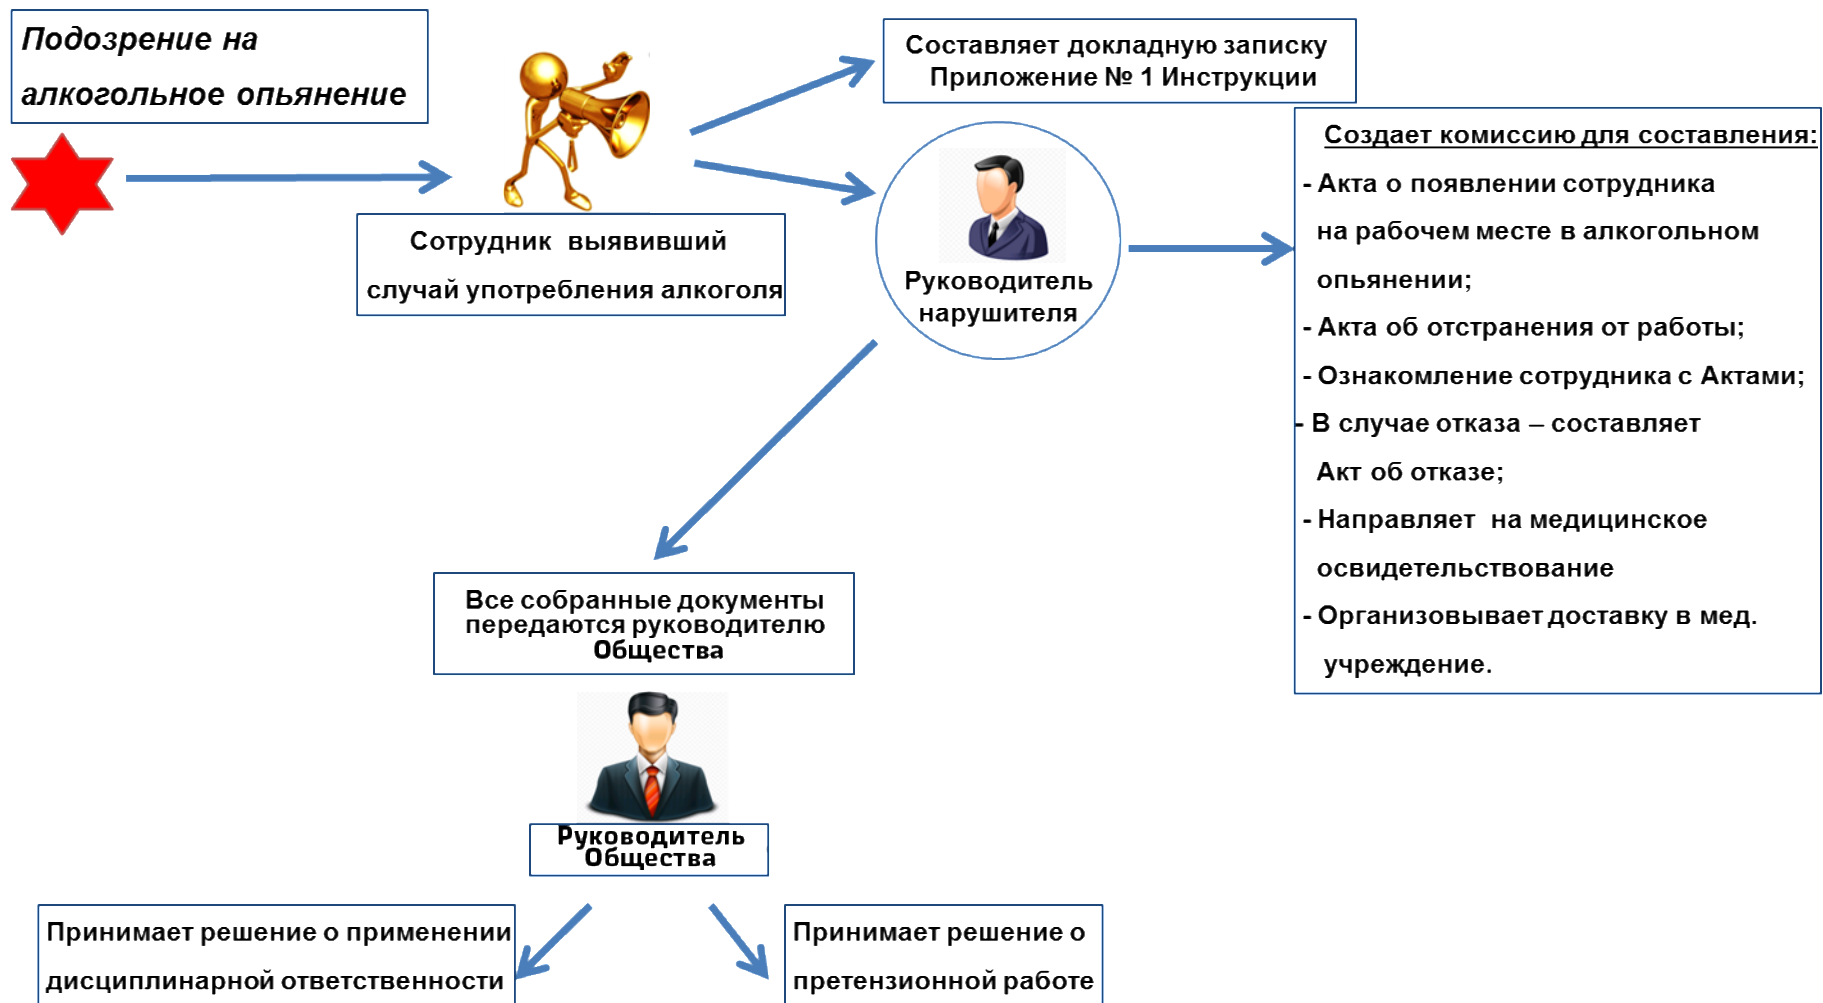 Подозрение на
алкогольное опьянение
Сотрудник выявивший
случай употребления алкоголя
Составляет докладную записку
Приложение № 1 Инструкции
Руководитель
нарушителя
Создает комиссию для составления:
- Акта о появлении сотрудника
на рабочем месте в алкогольном
опьянении;
- Акта об отстранения от работы;
- Ознакомление сотрудника с Актами;
- В случае отказа – составляет
Акт об отказе;
- Направляет на медицинское
освидетельствование
- Организовывает доставку в мед.
учреждение.
Все собранные документы
передаются руководителю
Общества
Руководитель
Общества
Принимает решение о применении
дисциплинарной ответственности
Принимает решение о
претензионной работе